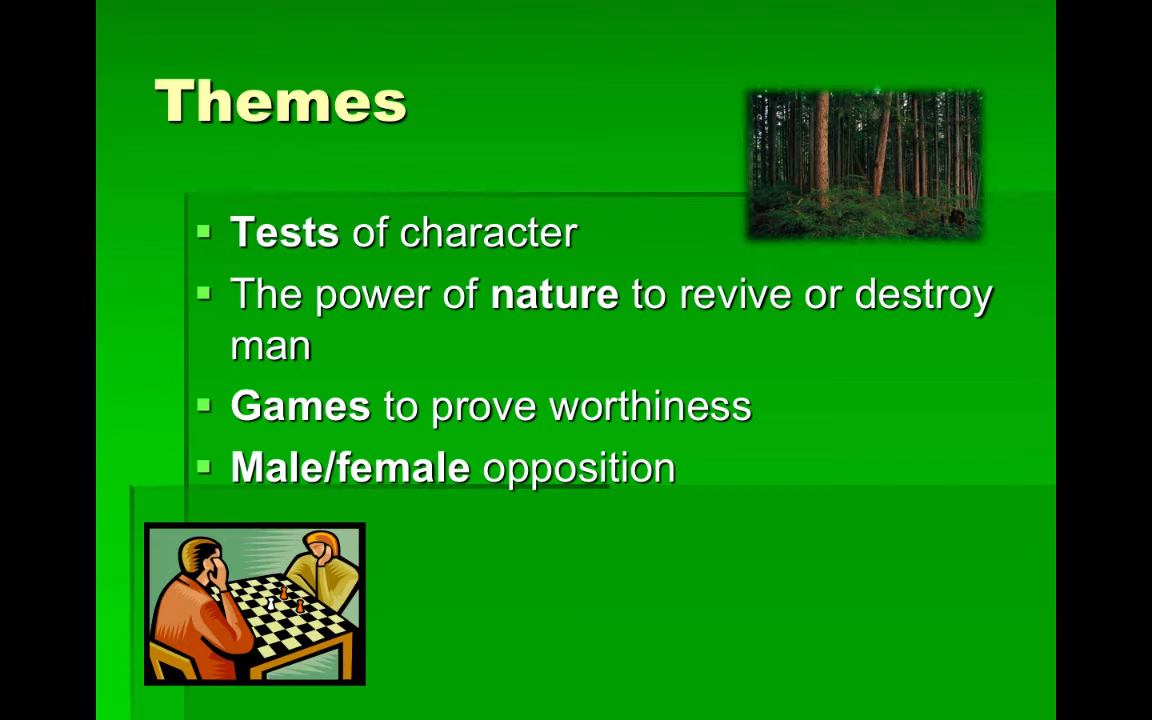 Themes
Tests of character
The power of nature to revive or destroy
man
Games to prove worthiness
Male/female opposition